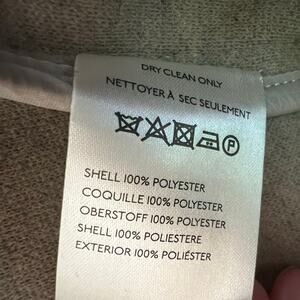 DRY CLEAN ONLY
NETTOYER À SEC SEULEMENT
P
SHELL 100% POLYESTER
COQUILLE 100% POLYESTER
OBERSTOFF 100% POLYESTER
SHELL 100% POLIESTERE
EXTERIOR 100% POLIÉSTER